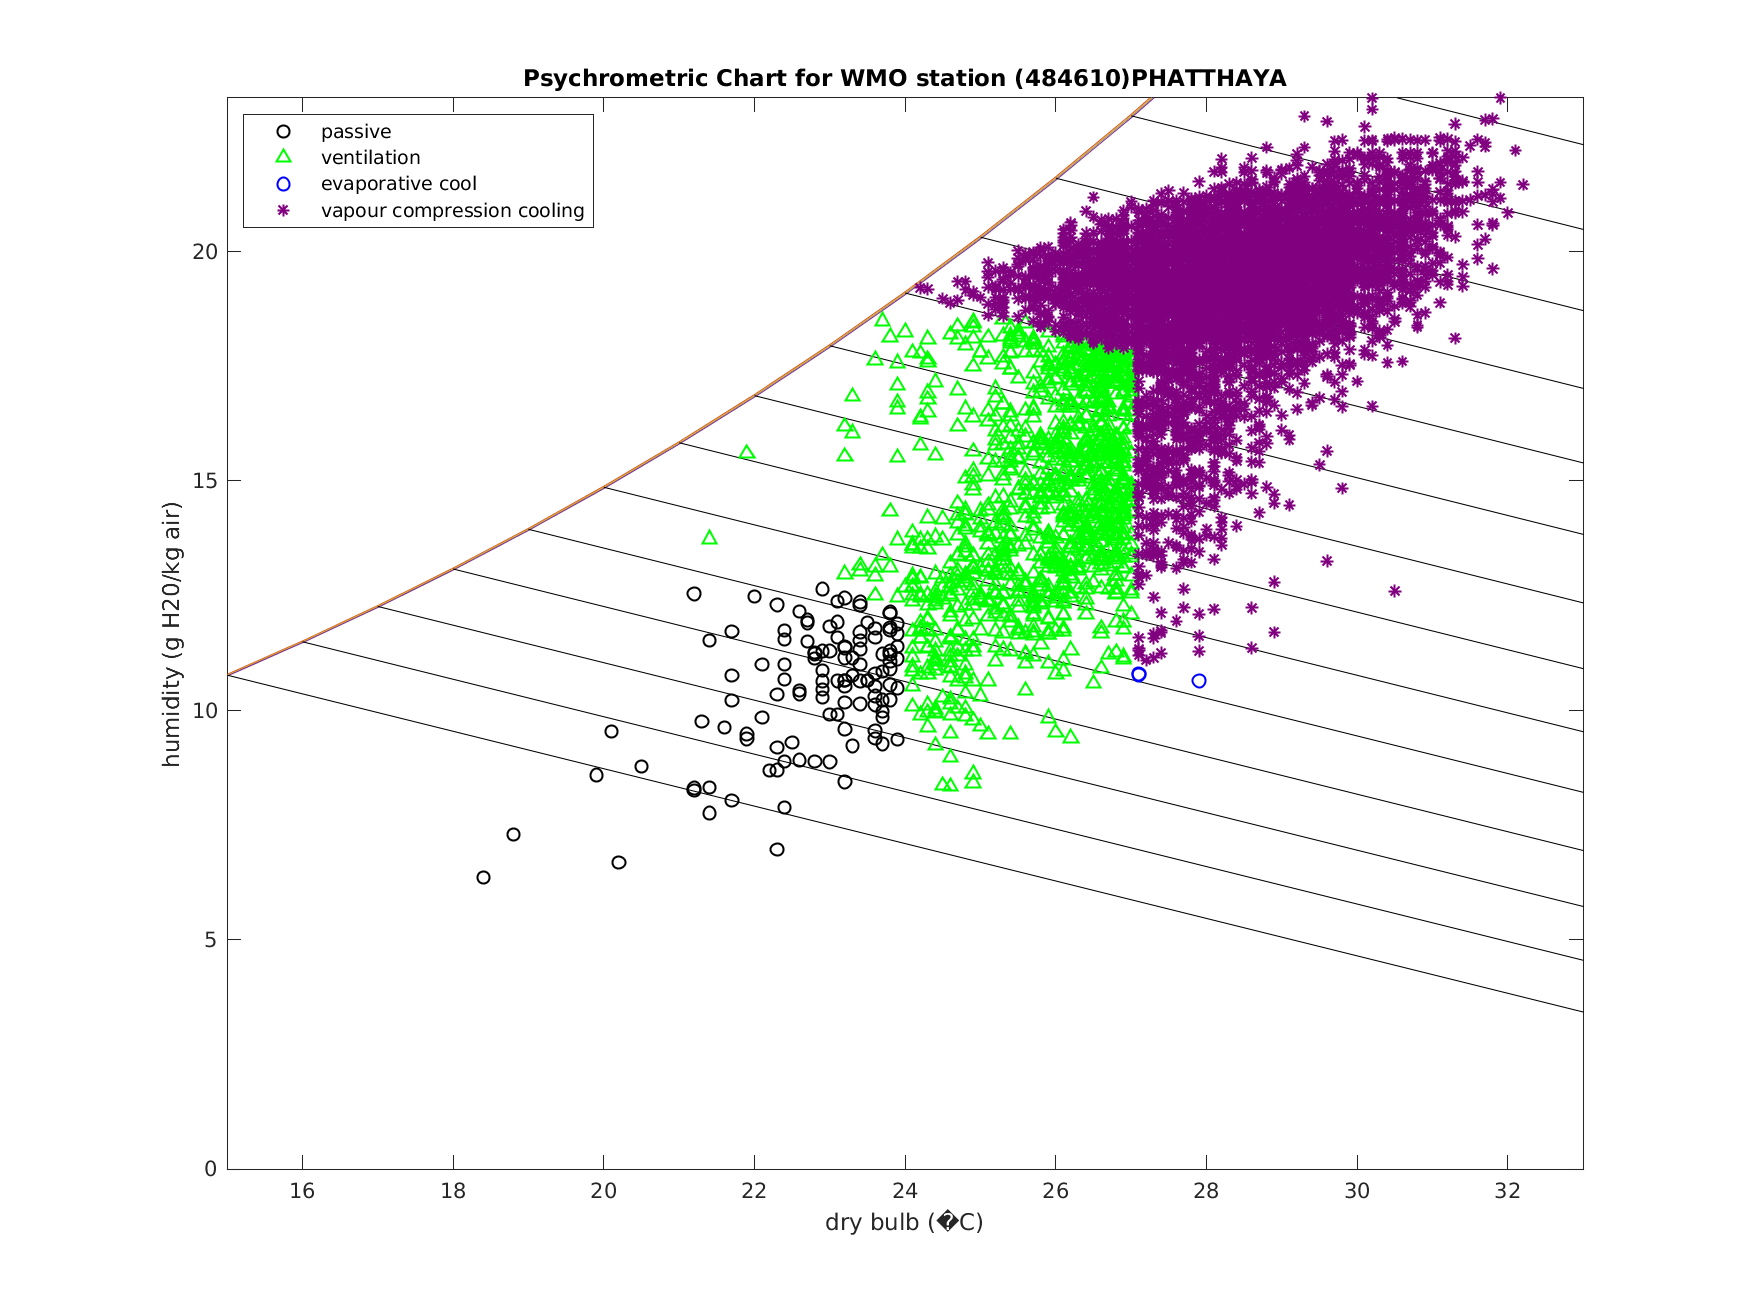 Psychrometric Chart for WMO station (484610)PHATTHAYA
passive
ventilation
evaporative cool
vapour compression cooling
humidity (g H20/kg air)
20
15
10
5
0
16 18 20 22 24 26 28 30 32
dry bulb (�C)